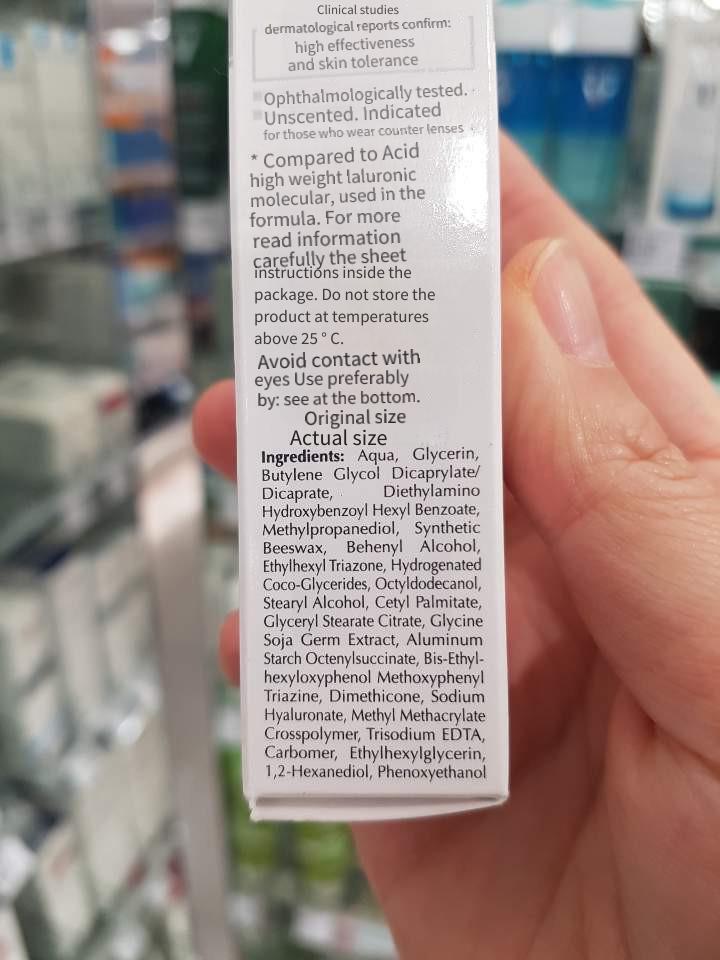 Clinical studies
dermatological reports confirm:
high effectiveness
and skin tolerance
Ophthalmologically tested.
Unscented. Indicated
for those who wear counter lenses
* Compared to Acid
high weight laluronic
molecular, used in the
formula. For more
read information
carefully the sheet
instructions inside the
package. Do not store the
product at temperatures
above 25 ° C.
Avoid contact with
eyes Use preferably
by: see at the bottom.
Original size
Actual size
Ingredients: Aqua, Glycerin,
Butylene Glycol Dicaprylate/
Dicaprate, Diethylamino
Hydroxybenzoyl Hexyl Benzoate,
Methylpropanediol, Synthetic
Beeswax, Behenyl Alcohol,
Ethylhexyl Triazone, Hydrogenated
Coco-Glycerides, Octyldodecanol,
Stearyl Alcohol, Cetyl Palmitate,
Glyceryl Stearate Citrate, Glycine
Soja Germ Extract, Aluminum
Starch Octenylsuccinate, Bis-Ethyl-
hexyloxyphenol Methoxyphenyl
Triazine, Dimethicone, Sodium
Hyaluronate, Methyl Methacrylate
Crosspolymer, Trisodium EDTA,
Carbomer, Ethylhexylglycerin,
1,2-Hexanediol, Phenoxyethanol